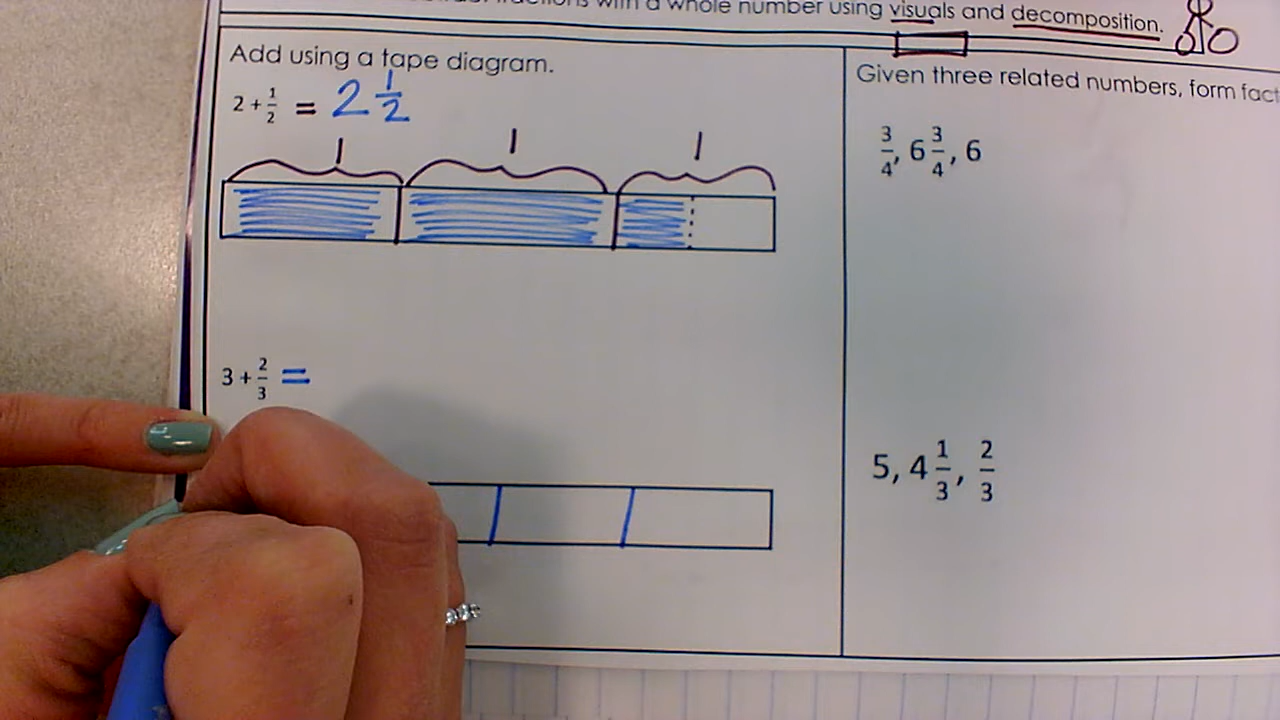 fractions with a whole number using visuals and decomposition.
Add using a tape diagram.
2 + 1/2 = 2 1/2
1 1 1
3 + 2/3 =
Given three related numbers, form fact
3/4, 6 3/4, 6
5, 4 1/3, 2/3